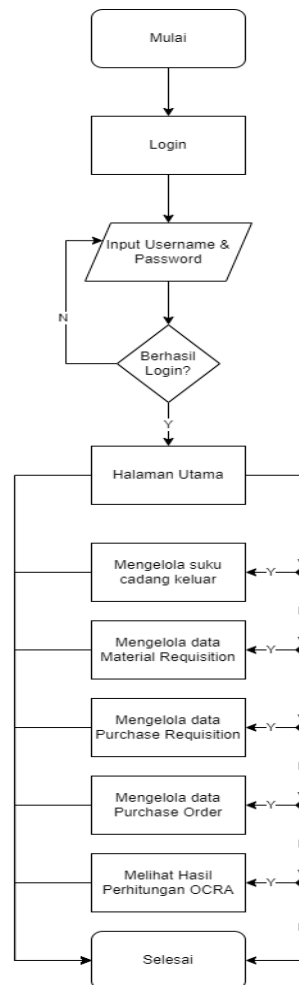 Mulai
Login
Input Username &
Password
N
Berhasil
Login?
Y
Halaman Utama
Mengelola suku
cadang keluar
Y
Mengelola data
Material Requisition
Y
Mengelola data
Purchase Requisition
Y
Mengelola data
Purchase Order
Y
Melihat Hasil
Perhitungan OCRA
Y
Selesai